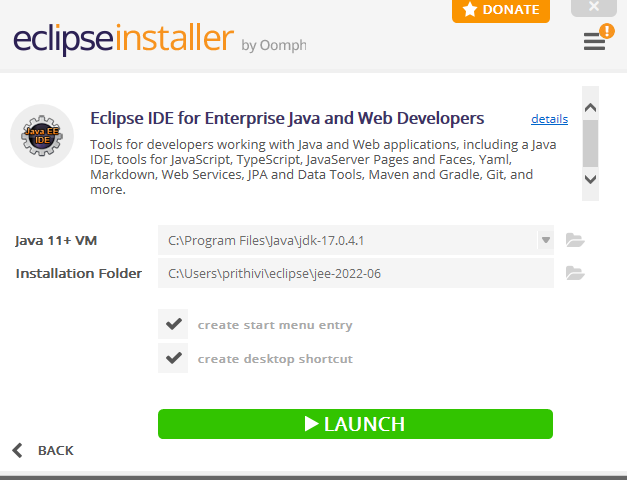 DONATE
eclipseinstaller by Oomph
Java EE
IDE
Eclipse IDE for Enterprise Java and Web Developers
details
Tools for developers working with Java and Web applications, including a Java
IDE, tools for JavaScript, TypeScript, JavaServer Pages and Faces, Yaml,
Markdown, Web Services, JPA and Data Tools, Maven and Gradle, Git, and
more.
Java 11+ VM
C:\Program Files\Java\jdk-17.0.4.1
Installation Folder
C:\Users\prithivi\eclipse\jee-2022-06
create start menu entry
create desktop shortcut
LAUNCH
BACK